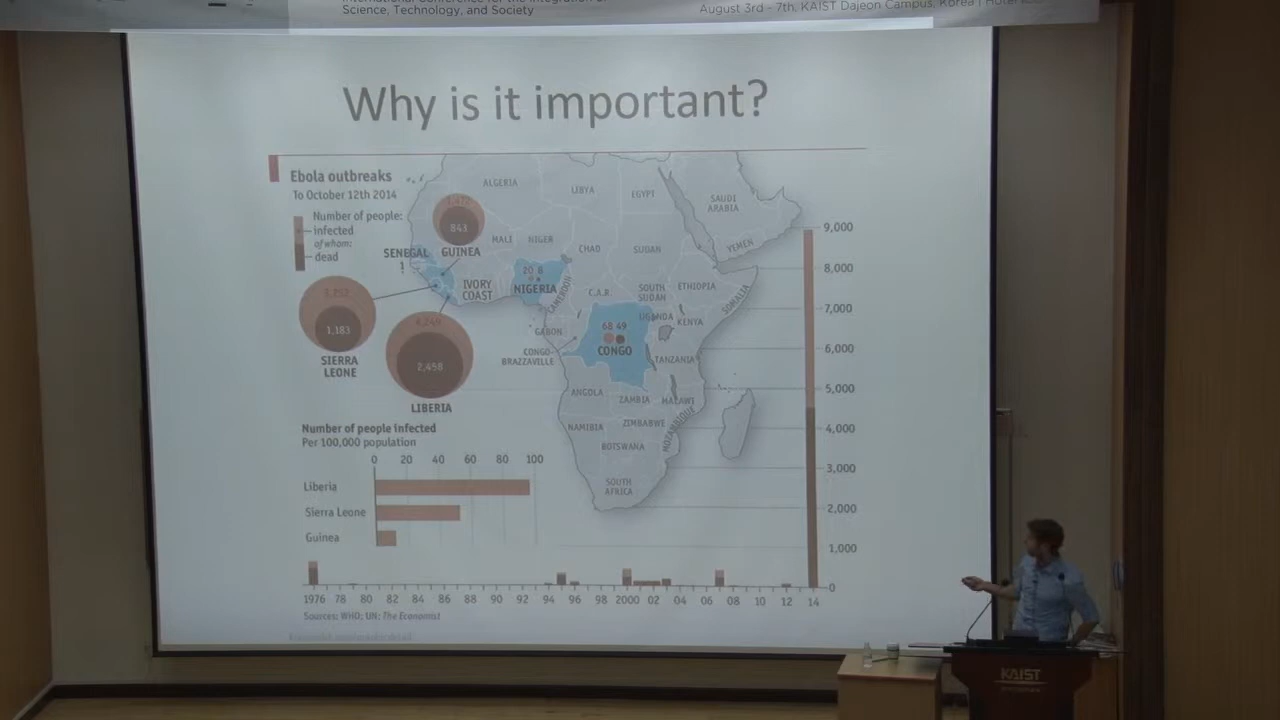 Science, Technology, and Society
August 3rd - 7th, KAIST Dajeon Campus, Korea |
Why is it important?
Ebola outbreaks
To October 12th 2014
Number of people:
infected
of whom:
dead
ALGERIA
LIBYA
EGYPT
SAUDI
ARABIA
YEMEN
843
GUINEA
SENEGAL
1
MALI
NIGER
CHAD
SUDAN
20 8
NIGERIA
IVORY
COAST
CAMEROON
C.A.R.
SOUTH
SUDAN
ETHIOPIA
SOMALIA
UGANDA
KENYA
GABON
68 49
CONGO
CONGO-
BRAZZAVILLE
TANZANIA
1,183
SIERRA
LEONE
2,458
LIBERIA
ANGOLA
ZAMBIA
MALAWI
NAMIBIA
ZIMBABWE
MOZAMBIQUE
BOTSWANA
SOUTH
AFRICA
9,000
8,000
7,000
6,000
5,000
4,000
3,000
2,000
1,000
0
Number of people infected
Per 100,000 population
0 20 40 60 80 100
Liberia
Sierra Leone
Guinea
1976 78 80 82 84 86 88 90 92 94 96 98 2000 02 04 06 08 10 12 14
Sources: WHO; UN; The Economist
KAIST